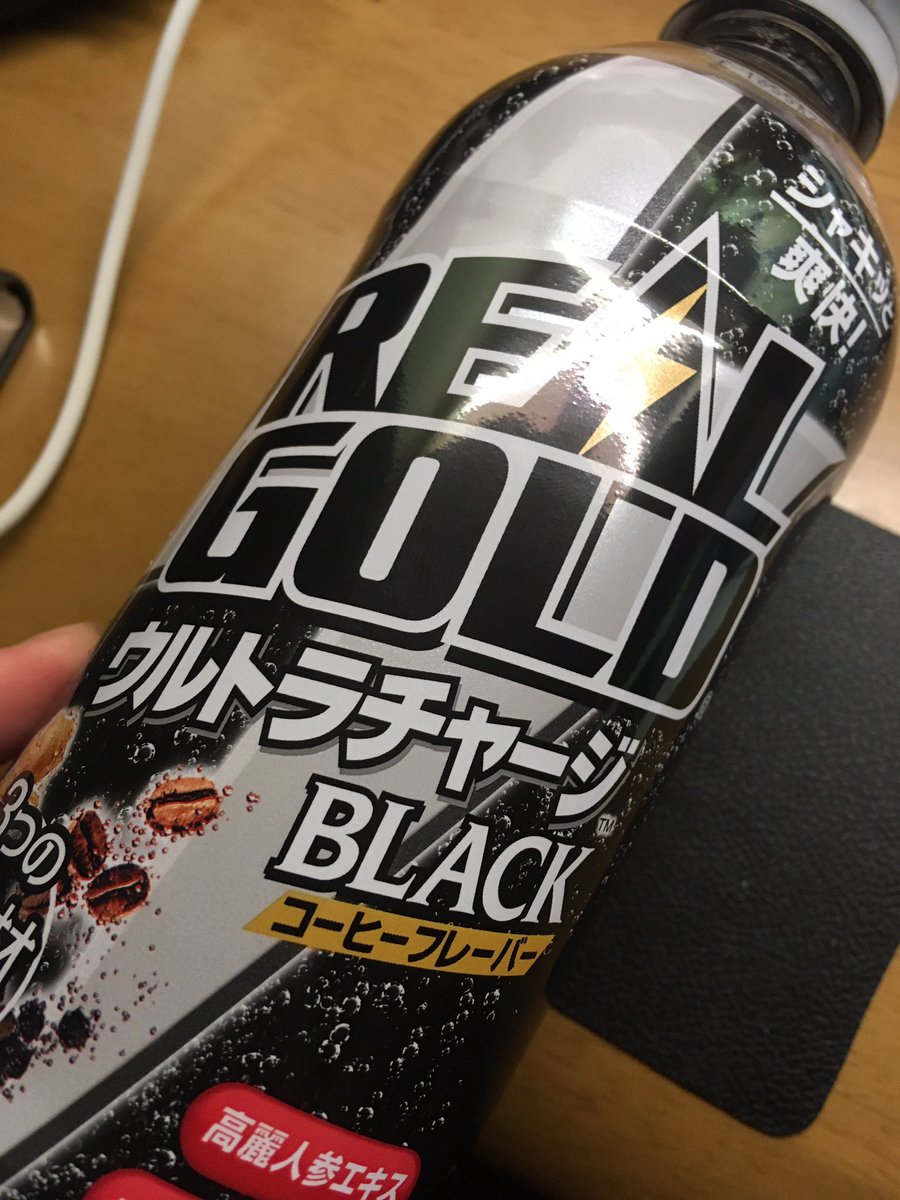 シャキッと
爽快!
REAL
GOLD
ウルトラチャージ
BLACK™
コーヒーフレーバー
3つの
高麗人参エキス